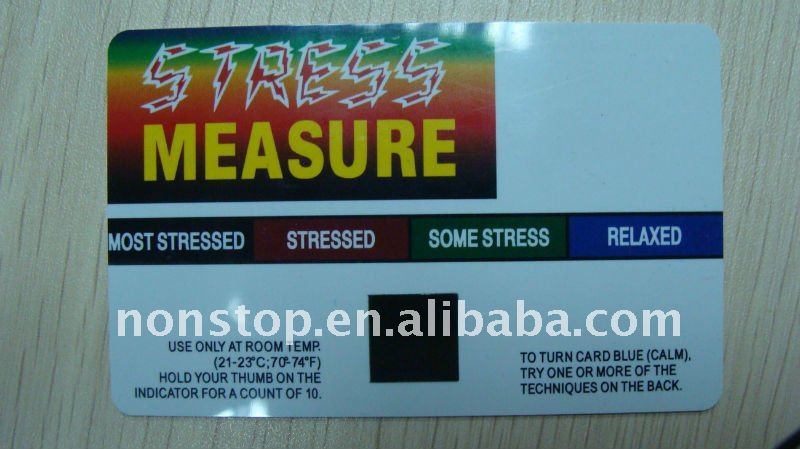 STRESS
MEASURE
MOST STRESSED STRESSED SOME STRESS RELAXED
nonstop.en.alibaba.com
USE ONLY AT ROOM TEMP.
(21-23°C;70°-74°F)
HOLD YOUR THUMB ON THE
INDICATOR FOR A COUNT OF 10.
TO TURN CARD BLUE (CALM),
TRY ONE OR MORE OF THE
TECHNIQUES ON THE BACK.